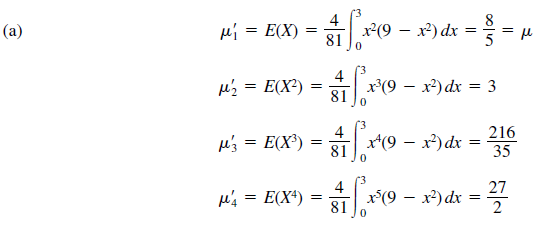 (a) μ′₁ = E(X) = 4/81 ∫₀³ x²(9 − x²) dx = 8/5 = μ
μ′₂ = E(X²) = 4/81 ∫₀³ x³(9 − x²) dx = 3
μ′₃ = E(X³) = 4/81 ∫₀³ x⁴(9 − x²) dx = 216/35
μ′₄ = E(X⁴) = 4/81 ∫₀³ x⁵(9 − x²) dx = 27/2